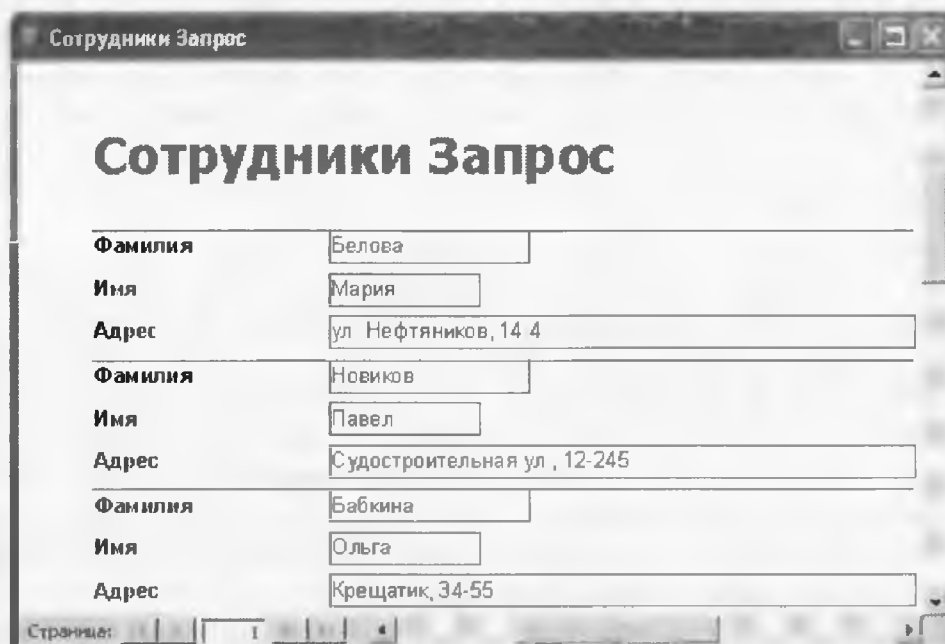 Сотрудники Запрос
Сотрудники Запрос
Фамилия Белова
Имя Мария
Адрес ул Нефтяников, 14 4
Фамилия Новиков
Имя Павел
Адрес Судостроительная ул , 12-245
Фамилия Бабкина
Имя Ольга
Адрес Крещатик, 34-55
Страница: 1